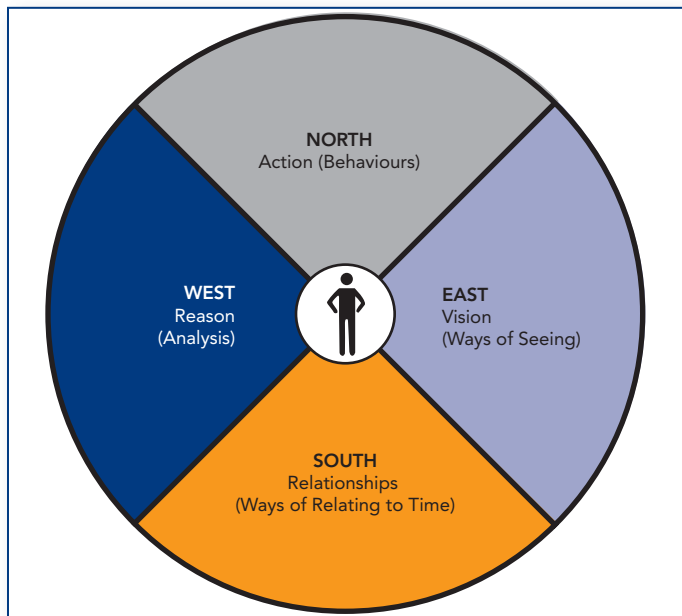 NORTH
Action (Behaviours)
WEST
Reason
(Analysis)
EAST
Vision
(Ways of Seeing)
SOUTH
Relationships
(Ways of Relating to Time)